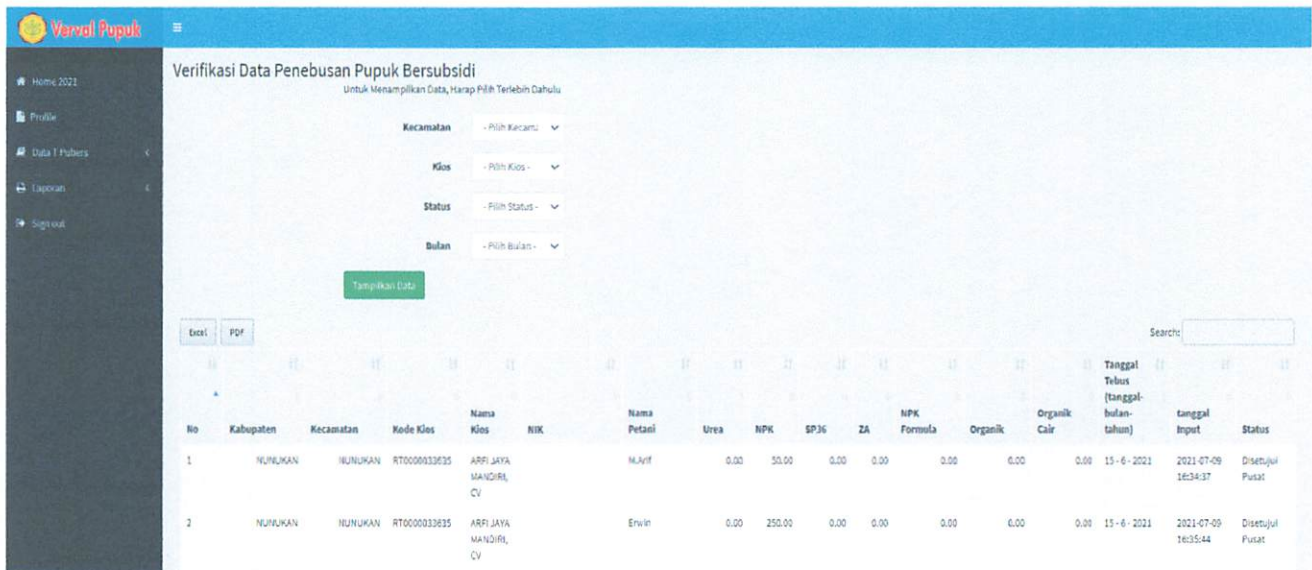 Verval Pupuk
Home 2021
Profile
Data T Pubers
Laporan
Sign out
Verifikasi Data Penebusan Pupuk Bersubsidi
Untuk Menampilkan Data, Harap Pilih Terlebih Dahulu
Kecamatan - Pilih Kecama
Kios - Pilih Kios -
Status - Pilih Status -
Bulan - Pilih Bulan -
Tampilkan Data
Excel PDF
Search:
No Kabupaten Kecamatan Kode Kios Nama Kios NIK Nama Petani Urea NPK SP36 ZA NPK Formula Organik Organik Cair Tanggal Tebus (tanggal-bulan-tahun) tanggal Input Status
1 NUNUKAN NUNUKAN RT0000033635 ARFI JAYA MANDIRI, CV M.Arif 0.00 50.00 0.00 0.00 0.00 0.00 0.00 15 - 6 - 2021 2021-07-09 16:34:37 Disetujui Pusat
2 NUNUKAN NUNUKAN RT0000033635 ARFI JAYA MANDIRI, CV Erwin 0.00 250.00 0.00 0.00 0.00 0.00 0.00 15 - 6 - 2021 2021-07-09 16:35:44 Disetujui Pusat